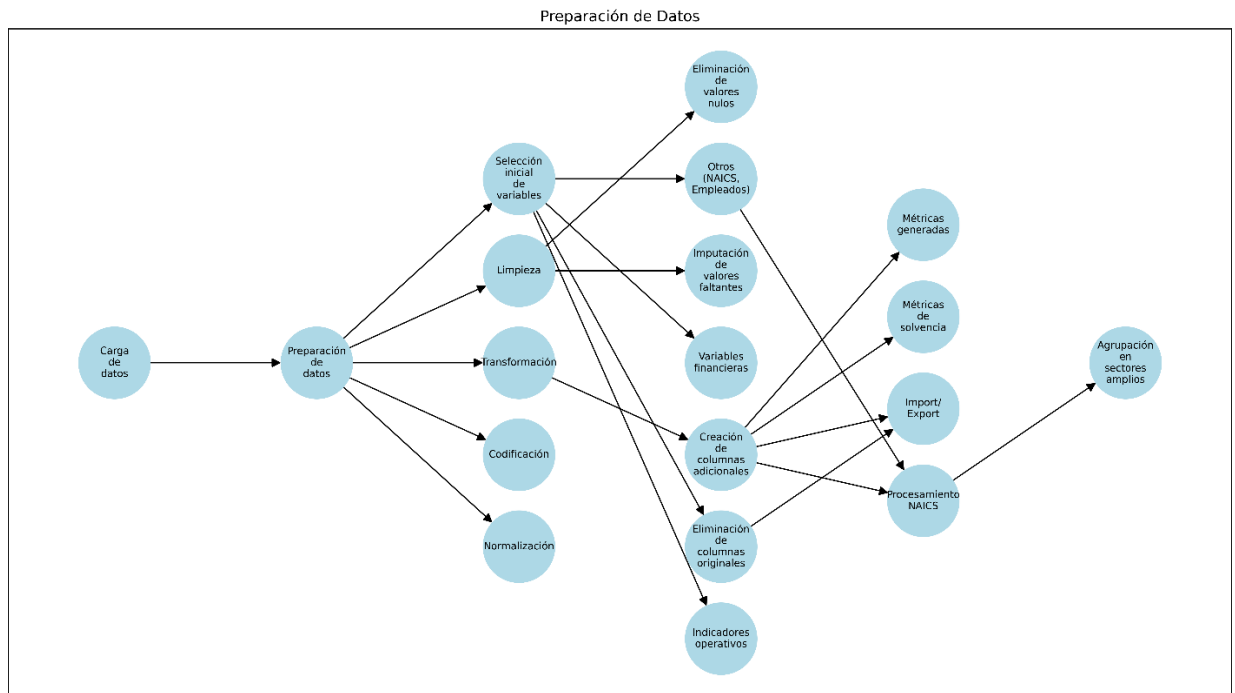 Preparación de Datos
Carga
de
datos
Preparación
de
datos
Selección
inicial
de
variables
Limpieza
Transformación
Codificación
Normalización
Eliminación
de
valores
nulos
Otros
(NAICS,
Empleados)
Imputación
de
valores
faltantes
Variables
financieras
Creación
de
columnas
adicionales
Eliminación
de
columnas
originales
Indicadores
operativos
Métricas
generadas
Métricas
de
solvencia
Import/
Export
Procesamiento
NAICS
Agrupación
en
sectores
amplios